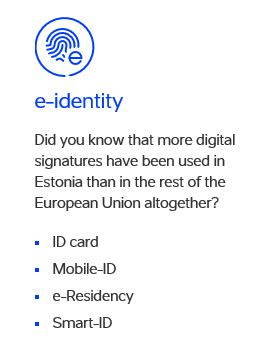 e-identity
Did you know that more digital
signatures have been used in
Estonia than in the rest of the
European Union altogether?
▪ ID card
▪ Mobile-ID
▪ e-Residency
▪ Smart-ID